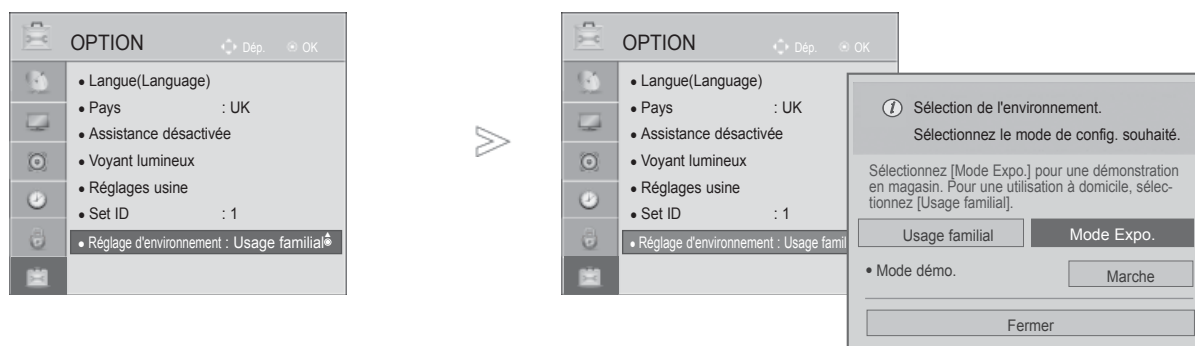 OPTION
Dép. OK
• Langue(Language)
• Pays : UK
• Assistance désactivée
• Voyant lumineux
• Réglages usine
• Set ID : 1
• Réglage d'environnement : Usage familial
OPTION
Dép. OK
• Langue(Language)
• Pays : UK
• Assistance désactivée
• Voyant lumineux
• Réglages usine
• Set ID : 1
• Réglage d'environnement : Usage famil
Sélection de l'environnement.
Sélectionnez le mode de config. souhaité.
Sélectionnez [Mode Expo.] pour une démonstration
en magasin. Pour une utilisation à domicile, sélec-
tionnez [Usage familial].
Usage familial Mode Expo.
• Mode démo. Marche
Fermer